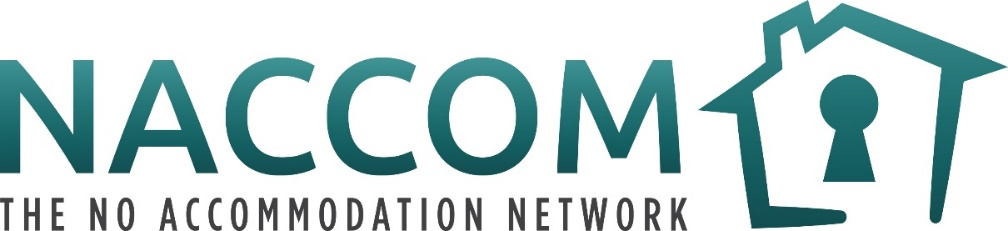 NACCOM
THE NO ACCOMMODATION NETWORK